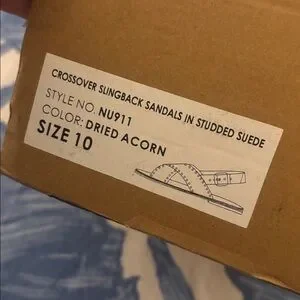 CROSSOVER SLINGBACK SANDALS IN STUDDED SUEDE
STYLE NO. NU911
COLOR: DRIED ACORN
SIZE 10